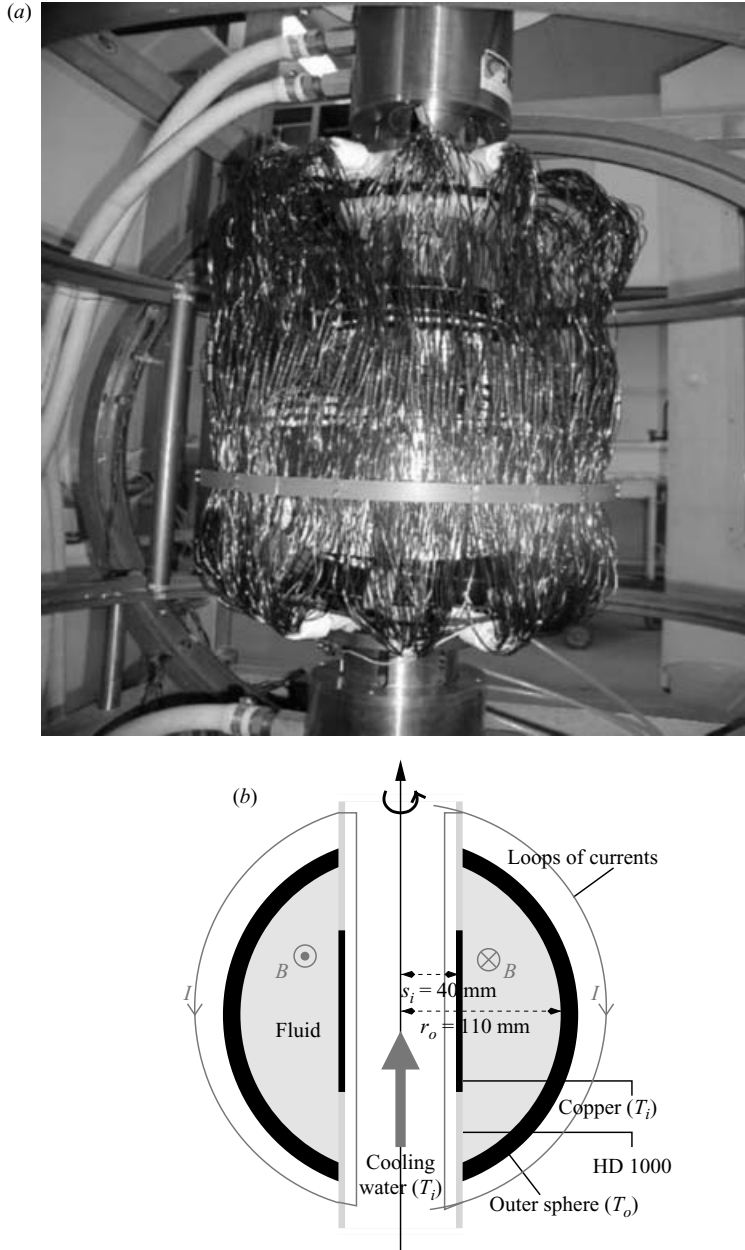 (a)
(b)
Loops of currents
B
B
I
I
s_i = 40 mm
r_o = 110 mm
Fluid
Copper (T_i)
Cooling
water (T_i)
HD 1000
Outer sphere (T_o)